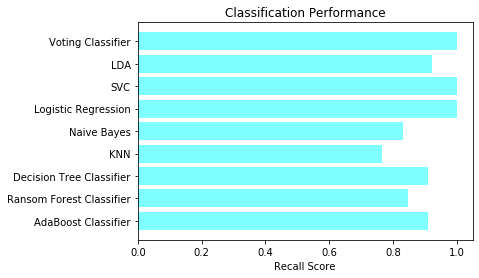 Classification Performance
Voting Classifier
LDA
SVC
Logistic Regression
Naive Bayes
KNN
Decision Tree Classifier
Ransom Forest Classifier
AdaBoost Classifier
0.0 0.2 0.4 0.6 0.8 1.0
Recall Score